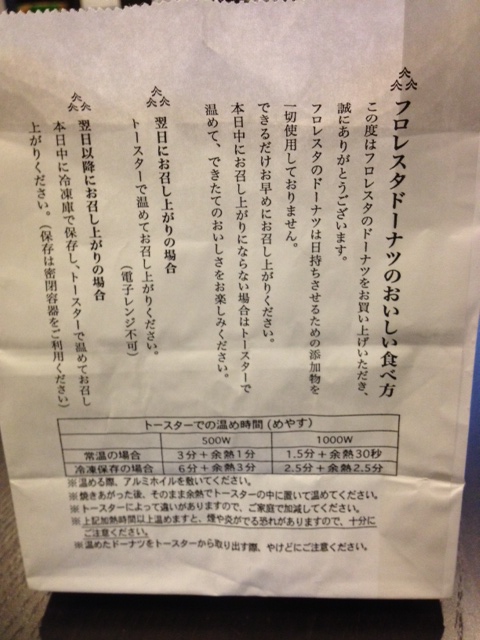 フロレスタドーナツのおいしい食べ方
この度はフロレスタのドーナツをお買い上げいただき、
誠にありがとうございます。
フロレスタのドーナツは日持ちさせるための添加物を
一切使用しておりません。
できるだけお早めにお召し上がりください。
本日中にお召し上がりにならない場合はトースターで
温めて、できたてのおいしさをお楽しみください。
翌日にお召し上がりの場合
トースターで温めてお召し上がりください。
(電子レンジ不可)
翌日以降にお召し上がりの場合
本日中に冷凍庫で保存し、トースターで温めてお召し
上がりください。(保存は密閉容器をご利用ください)
トースターでの温め時間 (めやす)
500W 1000W
常温の場合 3分+余熱1分 1.5分+余熱30秒
冷凍保存の場合 6分+余熱3分 2.5分+余熱2.5分
※温める際、アルミホイルを敷いてください。
※焼きあがった後、そのまま余熱でトースターの中に置いて温めてください。
※トースターによって違いがありますので、ご家庭で加減してください。
※上記加熱時間以上温めますと、煙や炎がでる恐れがありますので、十分に
ご注意ください。
※温めたドーナツをトースターから取り出す際、やけどにご注意ください。